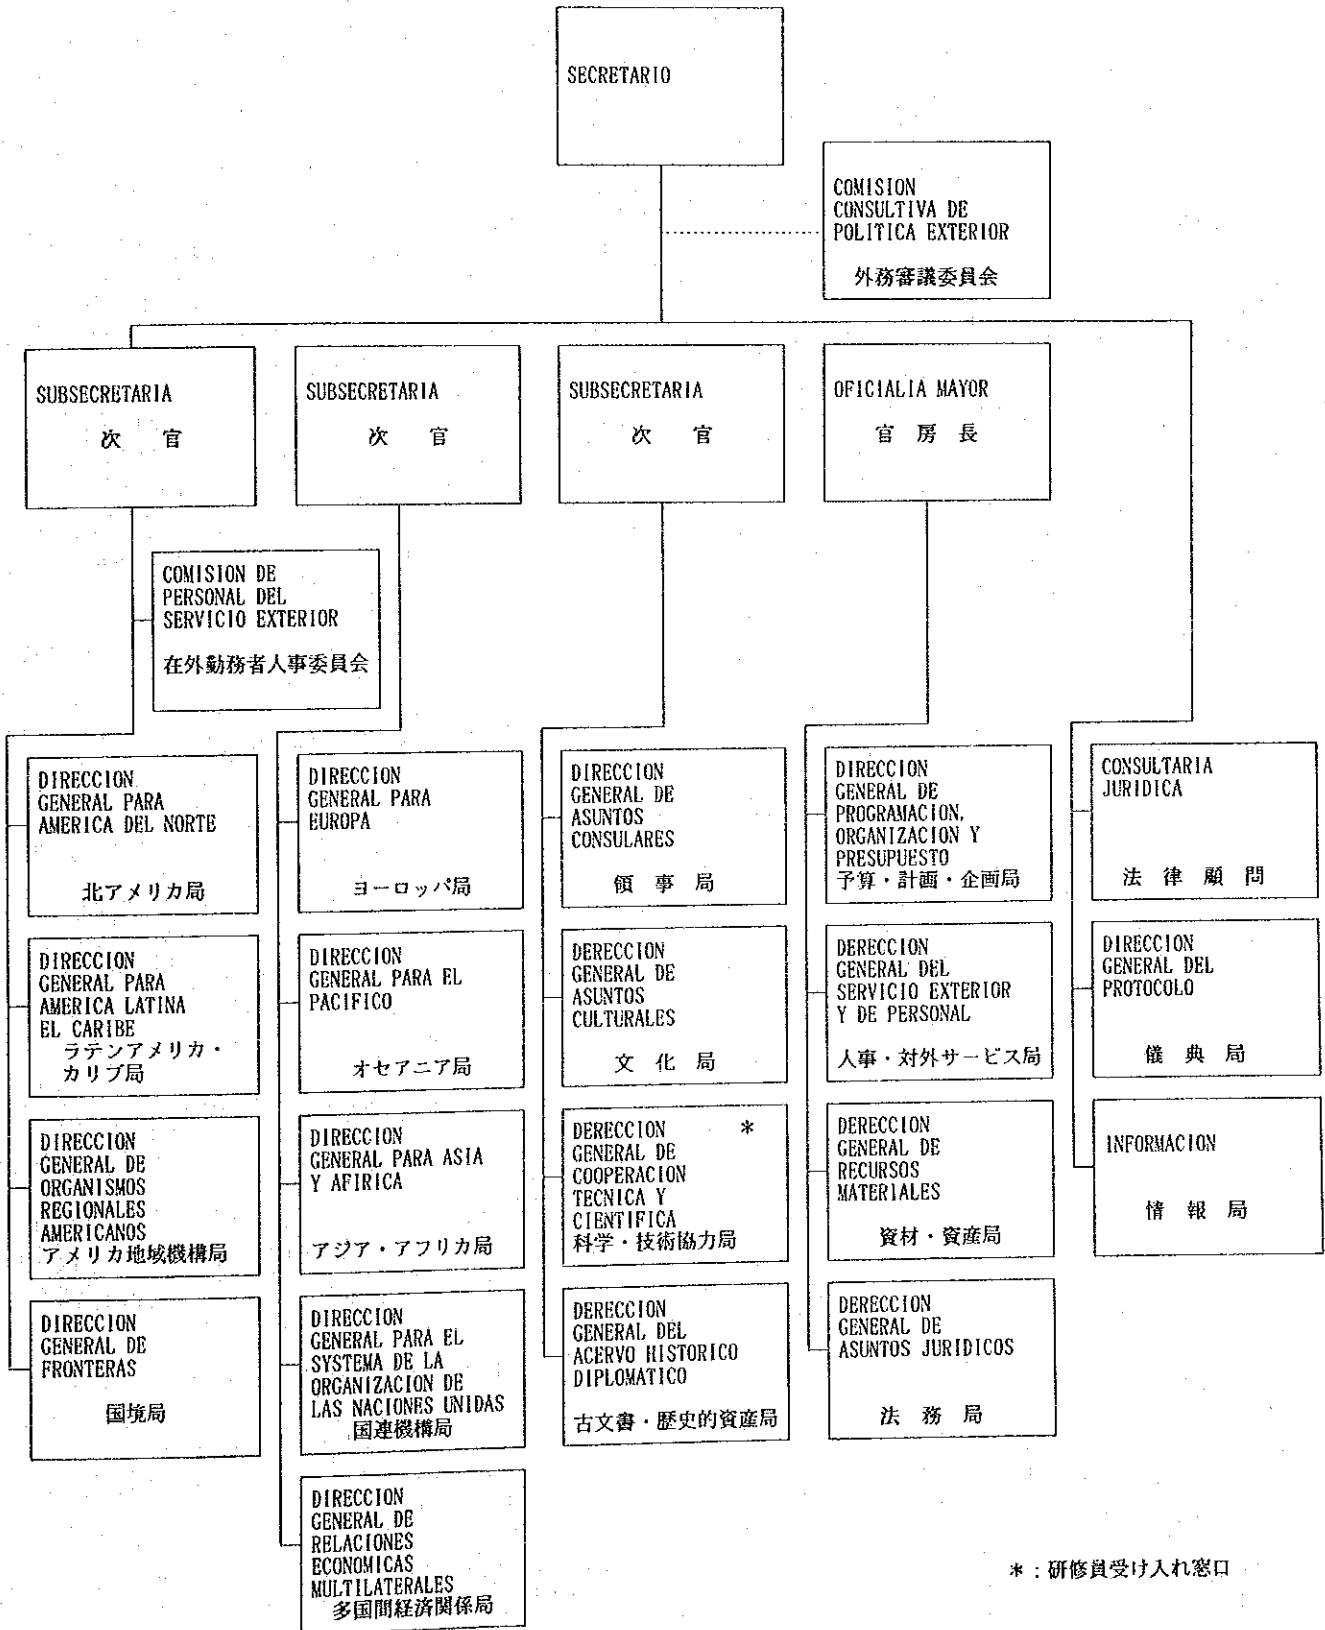 SECRETARIO
COMISION
CONSULTIVA DE
POLITICA EXTERIOR
外務審議委員会
SUBSECRETARIA
次 官
SUBSECRETARIA
次 官
SUBSECRETARIA
次 官
OFICIALIA MAYOR
官 房 長
COMISION DE
PERSONAL DEL
SERVICIO EXTERIOR
在外勤務者人事委員会
DIRECCION
GENERAL PARA
AMERICA DEL NORTE
北アメリカ局
DIRECCION
GENERAL PARA
AMERICA LATINA
EL CARIBE
ラテンアメリカ・
カリブ局
DIRECCION
GENERAL DE
ORGANISMOS
REGIONALES
AMERICANOS
アメリカ地域機構局
DIRECCION
GENERAL DE
FRONTERAS
国境局
DIRECCION
GENERAL PARA
EUROPA
ヨーロッパ局
DIRECCION
GENERAL PARA EL
PACIFICO
オセアニア局
DIRECCION
GENERAL PARA ASIA
Y AFIRICA
アジア・アフリカ局
DIRECCION
GENERAL PARA EL
SYSTEMA DE LA
ORGANIZACION DE
LAS NACIONES UNIDAS
国連機構局
DIRECCION
GENERAL DE
RELACIONES
ECONOMICAS
MULTILATERALES
多国間経済関係局
DIRECCION
GENERAL DE
ASUNTOS
CONSULARES
領 事 局
DERECCION
GENERAL DE
ASUNTOS
CULTURALES
文 化 局
DERECCION *
GENERAL DE
COOPERACION
TECNICA Y
CIENTIFICA
科学・技術協力局
DERECCION
GENERAL DEL
ACERVO HISTORICO
DIPLOMATICO
古文書・歴史的資産局
DIRECCION
GENERAL DE
PROGRAMACION,
ORGANIZACION Y
PRESUPUESTO
予算・計画・企画局
DERECCION
GENERAL DEL
SERVICIO EXTERIOR
Y DE PERSONAL
人事・対外サービス局
DERECCION
GENERAL DE
RECURSOS
MATERIALES
資材・資産局
DERECCION
GENERAL DE
ASUNTOS JURIDICOS
法 務 局
CONSULTARIA
JURIDICA
法 律 顧 問
DIRECCION
GENERAL DEL
PROTOCOLO
儀 典 局
INFORMACION
情 報 局
* : 研修員受け入れ窓口